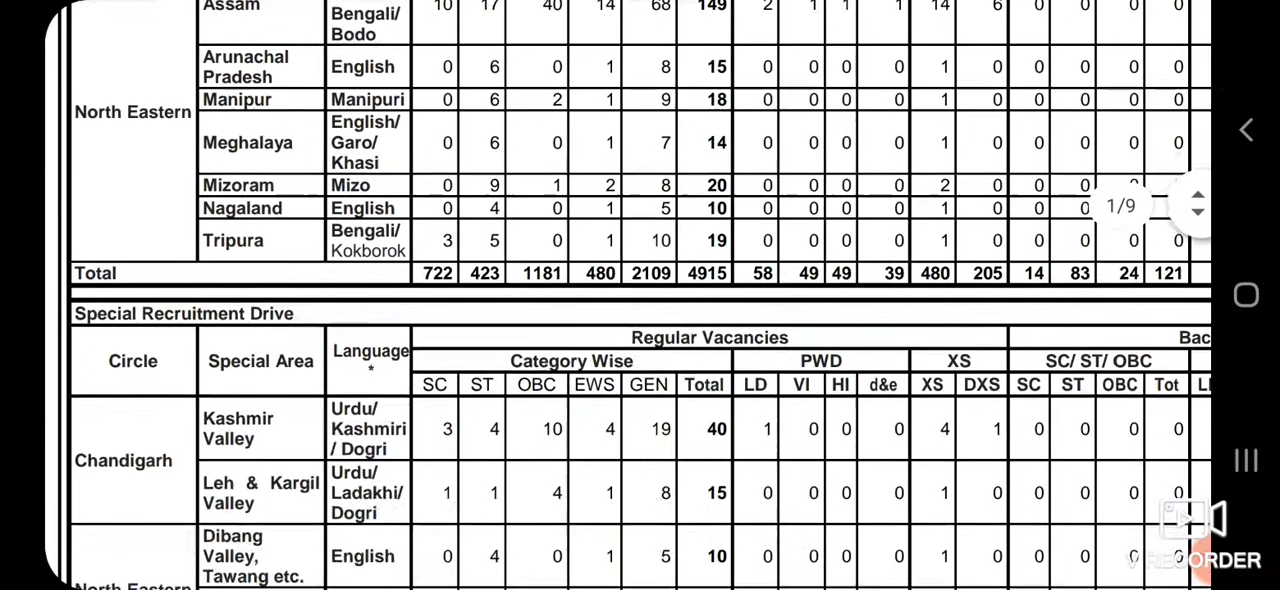 Assam Bengali/ Bodo 10 17 40 14 68 149 2 1 1 1 14 6 0 0 0 0
North Eastern
Arunachal Pradesh English 0 6 0 1 8 15 0 0 0 0 1 0 0 0 0 0
Manipur Manipuri 0 6 2 1 9 18 0 0 0 0 1 0 0 0 0 0
Meghalaya English/ Garo/ Khasi 0 6 0 1 7 14 0 0 0 0 1 0 0 0 0 0
Mizoram Mizo 0 9 1 2 8 20 0 0 0 0 2 0 0 0
Nagaland English 0 4 0 1 5 10 0 0 0 0 1 0 0 0
1/9
Tripura Bengali/ Kokborok 3 5 0 1 10 19 0 0 0 0 1 0 0 0 0 0
Total 722 423 1181 480 2109 4915 58 49 49 39 480 205 14 83 24 121
Special Recruitment Drive
Circle Special Area Language *
Regular Vacancies Bac
Category Wise PWD XS SC/ ST/ OBC
SC ST OBC EWS GEN Total LD VI HI d&e XS DXS SC ST OBC Tot
Chandigarh
Kashmir Valley Urdu/ Kashmiri / Dogri 3 4 10 4 19 40 1 0 0 0 4 1 0 0 0 0
Leh & Kargil Valley Urdu/ Ladakhi/ Dogri 1 1 4 1 8 15 0 0 0 0 1 0 0 0 0 0
Dibang Valley, Tawang etc. English 0 4 0 1 5 10 0 0 0 0 1 0 0 0 0 0
North Eastern
RECORDER